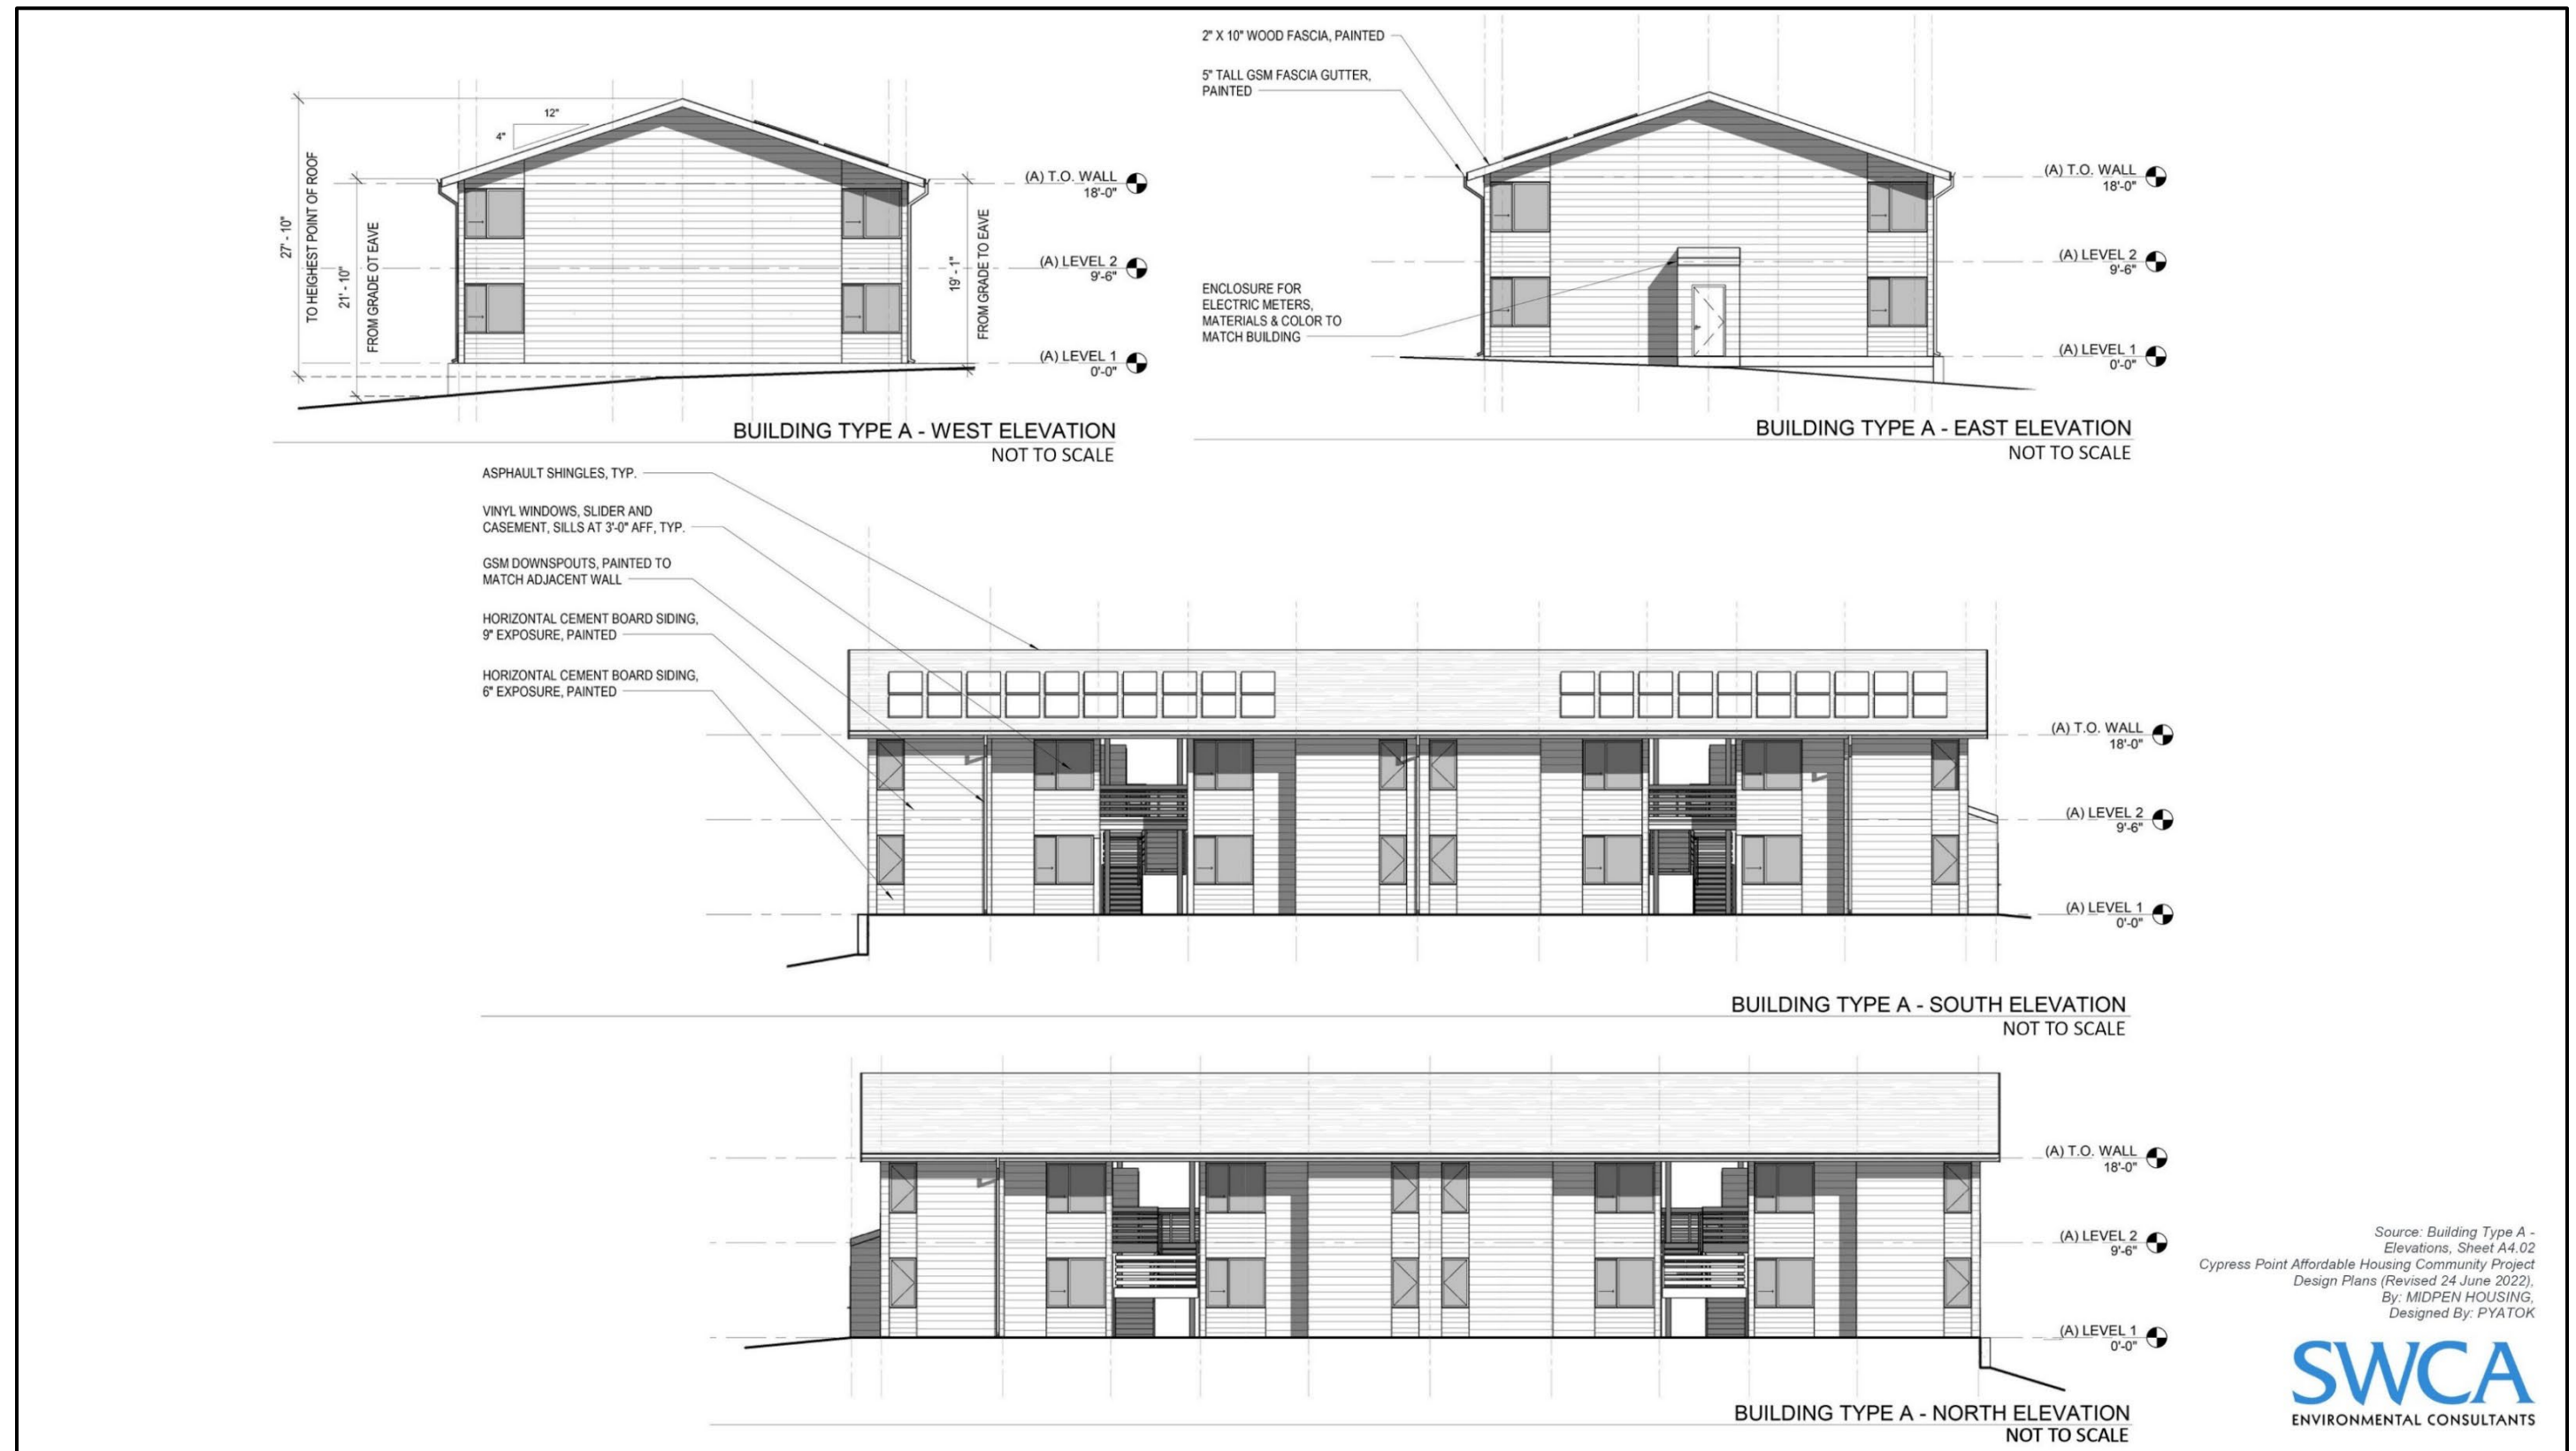 12"
4"
27' - 10"
TO HEIGHEST POINT OF ROOF
21' - 10"
FROM GRADE OT EAVE
19' - 1"
FROM GRADE TO EAVE
(A) T.O. WALL
18'-0"
(A) LEVEL 2
9'-6"
(A) LEVEL 1
0'-0"
BUILDING TYPE A - WEST ELEVATION
NOT TO SCALE
2" X 10" WOOD FASCIA, PAINTED
5" TALL GSM FASCIA GUTTER,
PAINTED
ENCLOSURE FOR
ELECTRIC METERS,
MATERIALS & COLOR TO
MATCH BUILDING
(A) T.O. WALL
18'-0"
(A) LEVEL 2
9'-6"
(A) LEVEL 1
0'-0"
BUILDING TYPE A - EAST ELEVATION
NOT TO SCALE
ASPHAULT SHINGLES, TYP.
VINYL WINDOWS, SLIDER AND
CASEMENT, SILLS AT 3'-0" AFF, TYP.
GSM DOWNSPOUTS, PAINTED TO
MATCH ADJACENT WALL
HORIZONTAL CEMENT BOARD SIDING,
9" EXPOSURE, PAINTED
HORIZONTAL CEMENT BOARD SIDING,
6" EXPOSURE, PAINTED
(A) T.O. WALL
18'-0"
(A) LEVEL 2
9'-6"
(A) LEVEL 1
0'-0"
BUILDING TYPE A - SOUTH ELEVATION
NOT TO SCALE
(A) T.O. WALL
18'-0"
(A) LEVEL 2
9'-6"
(A) LEVEL 1
0'-0"
BUILDING TYPE A - NORTH ELEVATION
NOT TO SCALE
Source: Building Type A -
Elevations, Sheet A4.02
Cypress Point Affordable Housing Community Project
Design Plans (Revised 24 June 2022),
By: MIDPEN HOUSING,
Designed By: PYATOK
SWCA
ENVIRONMENTAL CONSULTANTS